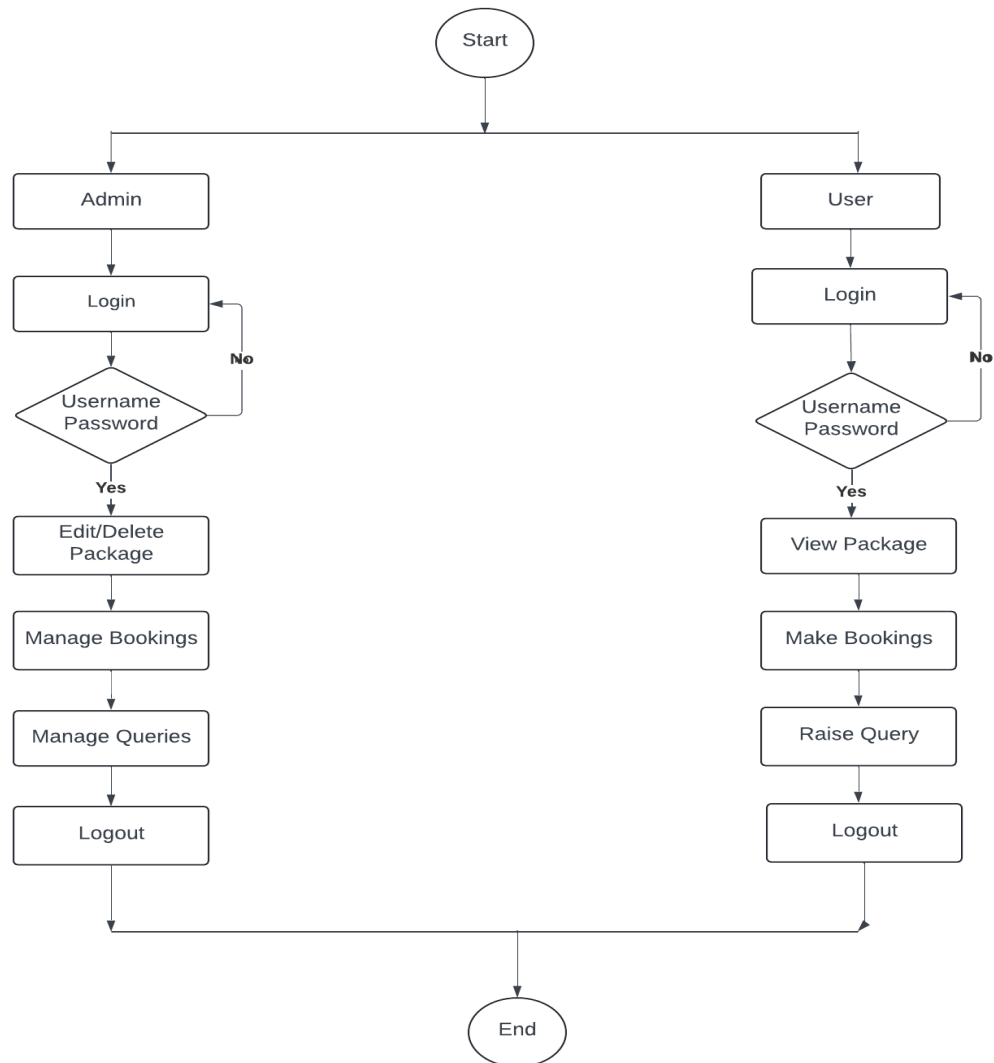 Start
Admin
Login
No
Username
Password
Yes
Edit/Delete
Package
Manage Bookings
Manage Queries
Logout
User
Login
No
Username
Password
Yes
View Package
Make Bookings
Raise Query
Logout
End